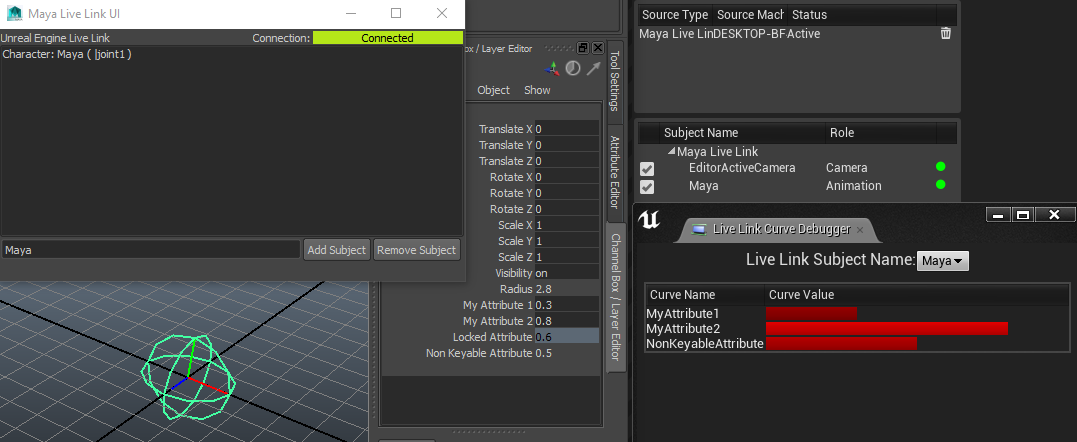 Maya Live Link UI
Unreal Engine Live Link
Connection:
Connected
Character: Maya ( |joint1 )
Maya
Add Subject
Remove Subject
Box / Layer Editor
Object Show
Translate X 0
Translate Y 0
Translate Z 0
Rotate X 0
Rotate Y 0
Rotate Z 0
Scale X 1
Scale Y 1
Scale Z 1
Visibility on
Radius 2.8
My Attribute 1 0.3
My Attribute 2 0.8
Locked Attribute 0.6
Non Keyable Attribute 0.5
Tool Settings
Attribute Editor
Channel Box / Layer Editor
Source Type Source Mach Status
Maya Live Lin DESKTOP-BF Active
Subject Name Role
Maya Live Link
EditorActiveCamera Camera
Maya Animation
Live Link Curve Debugger
Live Link Subject Name: Maya
Curve Name Curve Value
MyAttribute1
MyAttribute2
NonKeyableAttribute